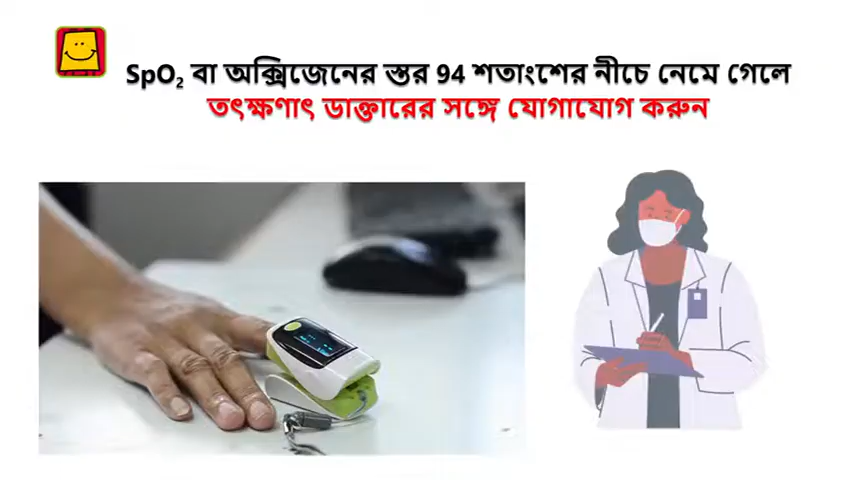 SpO₂ বা অক্সিজেনের স্তর 94 শতাংশের নীচে নেমে গেলে
তৎক্ষণাৎ ডাক্তারের সঙ্গে যোগাযোগ করুন